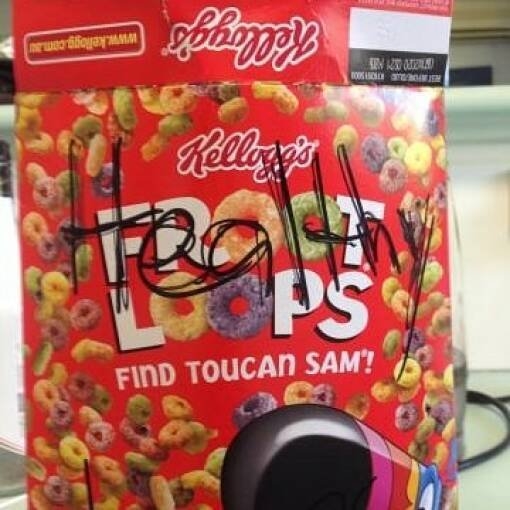 www.kellogg.com.au
Kellogg's
Kellogg's
Healthy
FROOT
LOOPS
FIND TOUCAN SAM'!